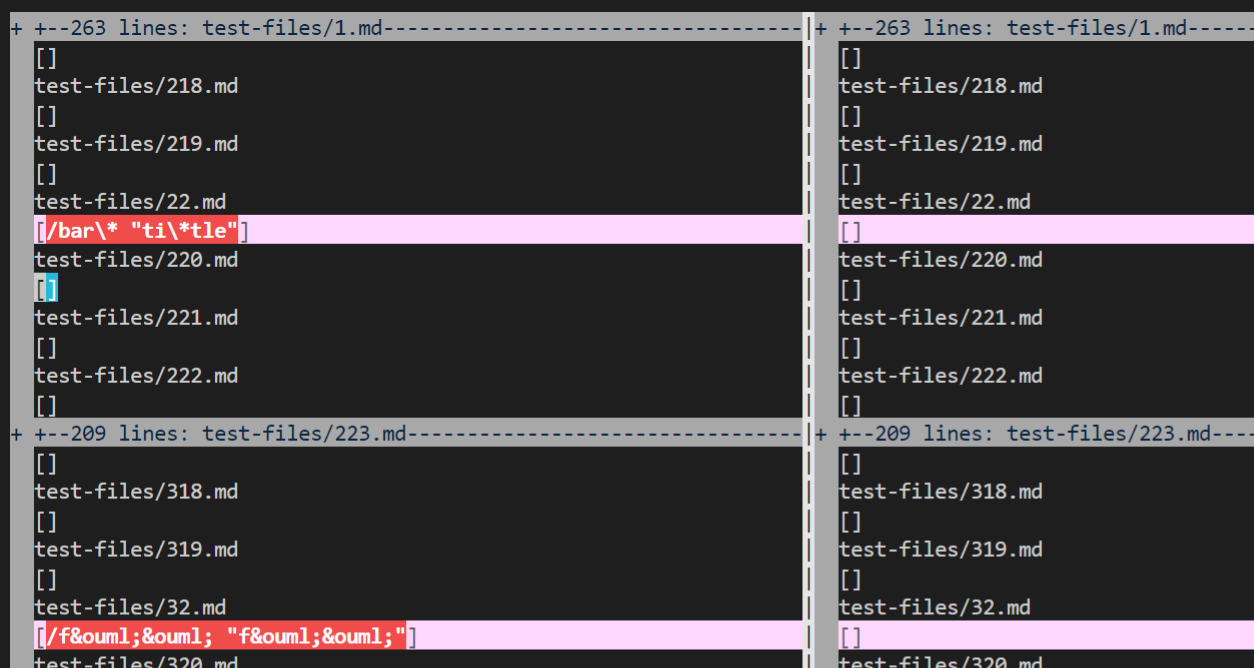 + +--263 lines: test-files/1.md-----------------------------------
[]
test-files/218.md
[]
test-files/219.md
[]
test-files/22.md
[/bar\* "ti\*tle"]
test-files/220.md
[]
test-files/221.md
[]
test-files/222.md
[]
+ +--209 lines: test-files/223.md---------------------------------
[]
test-files/318.md
[]
test-files/319.md
[]
test-files/32.md
[/f&ouml;&ouml; "f&ouml;&ouml;"]
test-files/320.md
+ +--263 lines: test-files/1.md------
[]
test-files/218.md
[]
test-files/219.md
[]
test-files/22.md
[]
test-files/220.md
[]
test-files/221.md
[]
test-files/222.md
[]
+ +--209 lines: test-files/223.md----
[]
test-files/318.md
[]
test-files/319.md
[]
test-files/32.md
[]
test-files/320.md